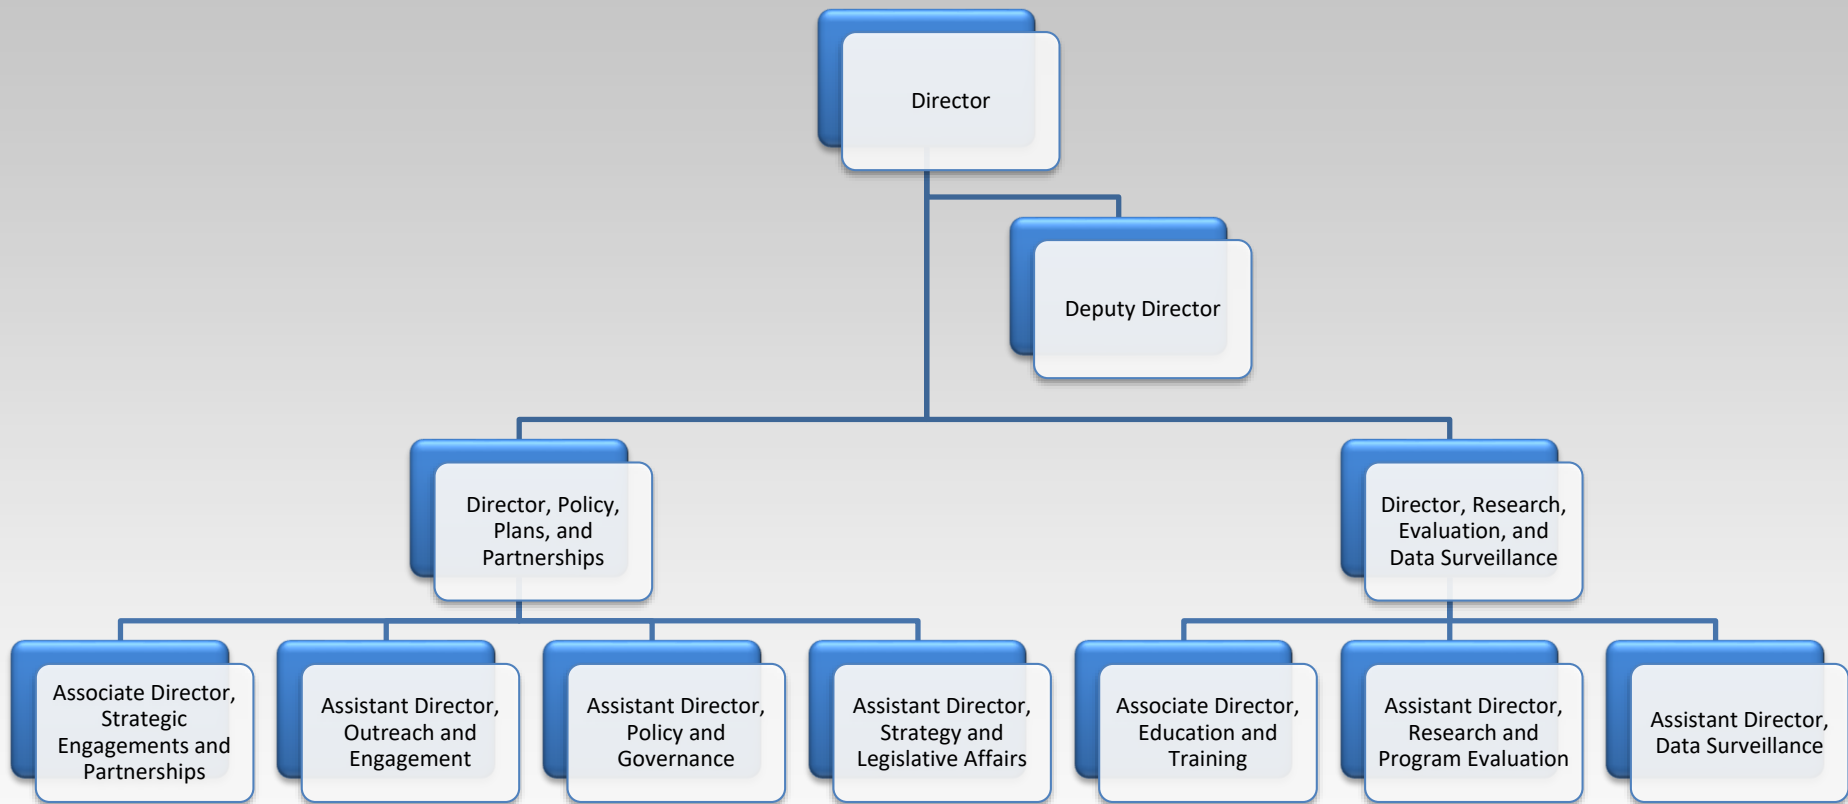 Director
Deputy Director
Director, Policy,
Plans, and
Partnerships
Director, Research,
Evaluation, and
Data Surveillance
Associate Director,
Strategic
Engagements and
Partnerships
Assistant Director,
Outreach and
Engagement
Assistant Director,
Policy and
Governance
Assistant Director,
Strategy and
Legislative Affairs
Associate Director,
Education and
Training
Assistant Director,
Research and
Program Evaluation
Assistant Director,
Data Surveillance